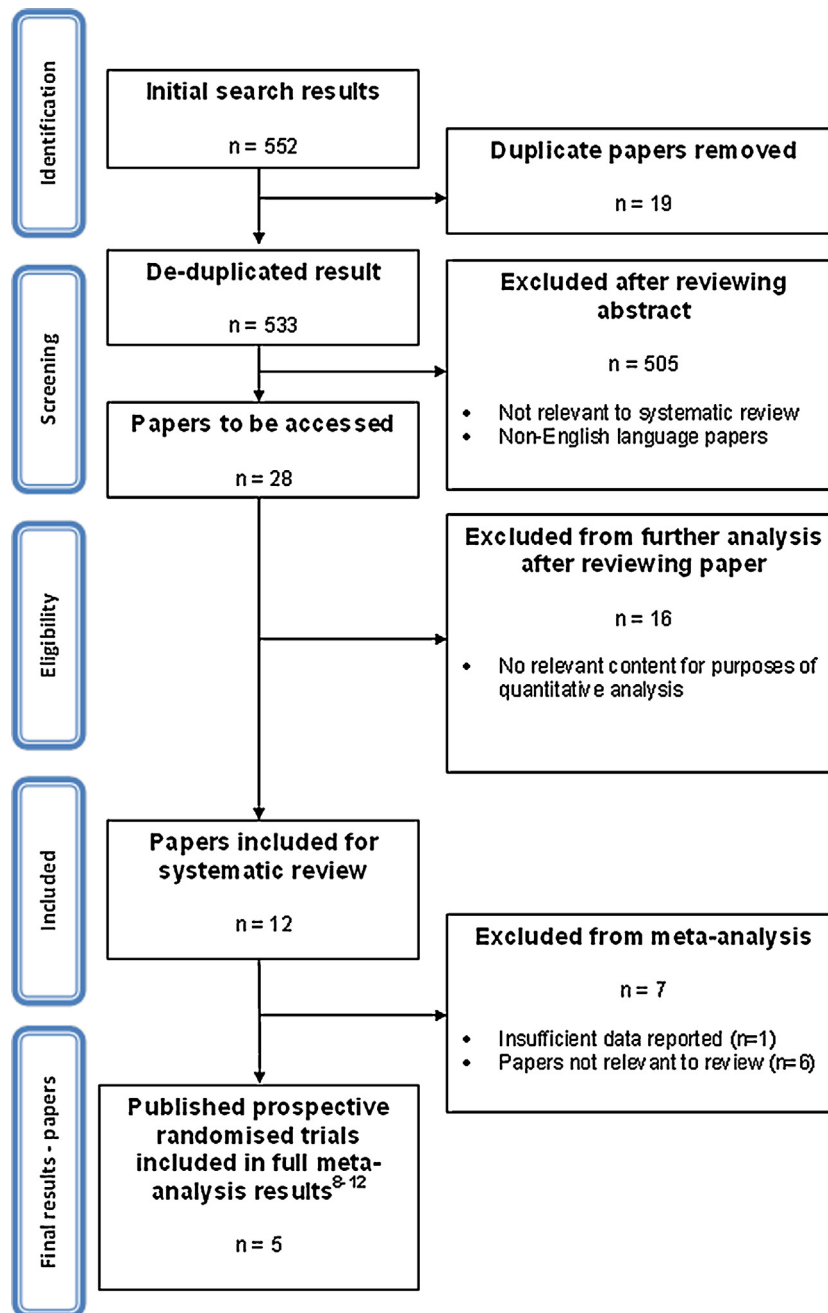 Identification
Initial search results
n = 552
Duplicate papers removed
n = 19
Screening
De-duplicated result
n = 533
Excluded after reviewing
abstract
n = 505
• Not relevant to systematic review
• Non-English language papers
Papers to be accessed
n = 28
Eligibility
Excluded from further analysis
after reviewing paper
n = 16
• No relevant content for purposes of
quantitative analysis
Included
Papers included for
systematic review
n = 12
Excluded from meta-analysis
n = 7
• Insufficient data reported (n=1)
• Papers not relevant to review (n=6)
Final results - papers
Published prospective
randomised trials
included in full meta-
analysis results8-12
n = 5